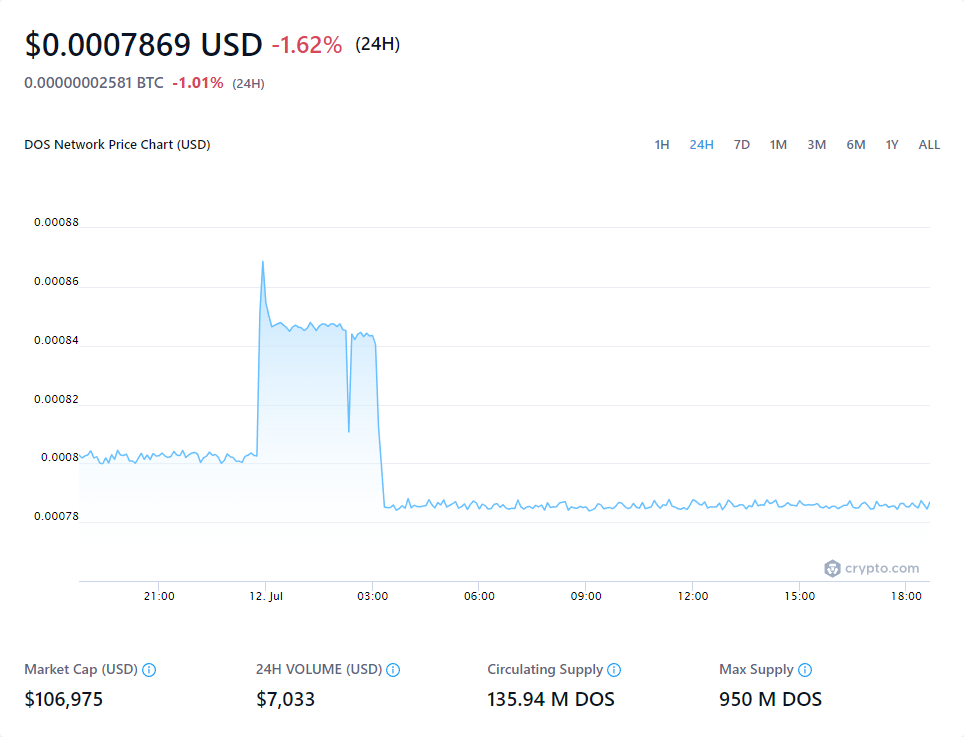 $0.0007869 USD -1.62% (24H)
0.00000002581 BTC -1.01% (24H)
DOS Network Price Chart (USD) 1H 24H 7D 1M 3M 6M 1Y ALL
0.00088
0.00086
0.00084
0.00082
0.0008
0.00078
crypto.com
21:00 12. Jul 03:00 06:00 09:00 12:00 15:00 18:00
Market Cap (USD) 24H VOLUME (USD) Circulating Supply Max Supply
$106,975 $7,033 135.94 M DOS 950 M DOS